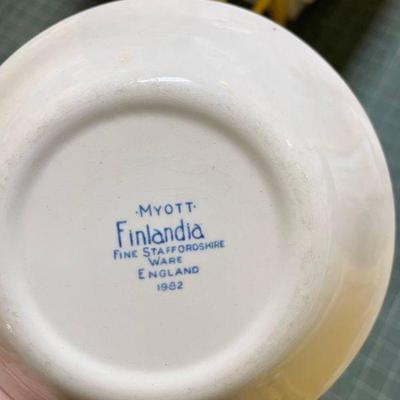 ·MYOTT·
Finlandia
FINE STAFFORDSHIRE
WARE
ENGLAND
1982